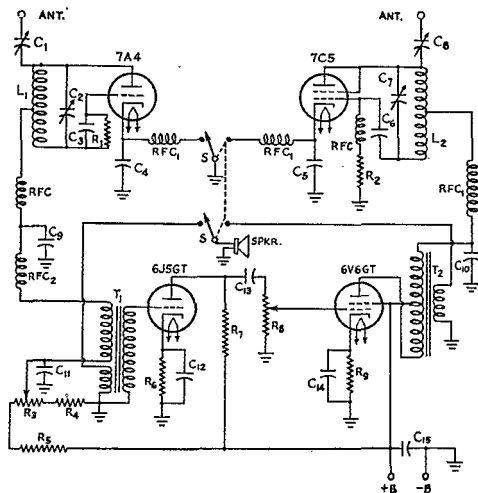 ANT. ANT.
C1 C8
7A4 7C5
L1 C2 C7 L2
C3 R1 C6
RFC1 S RFC1 RFC RFC1
C4 C5 R2
RFC
C9 S SPKR. C10
RFC2
T1 6J5GT C13 6V6GT T2
R7 R8
C11 R6 C12 C14 R9
R3 R4
R5 C15
+B -B